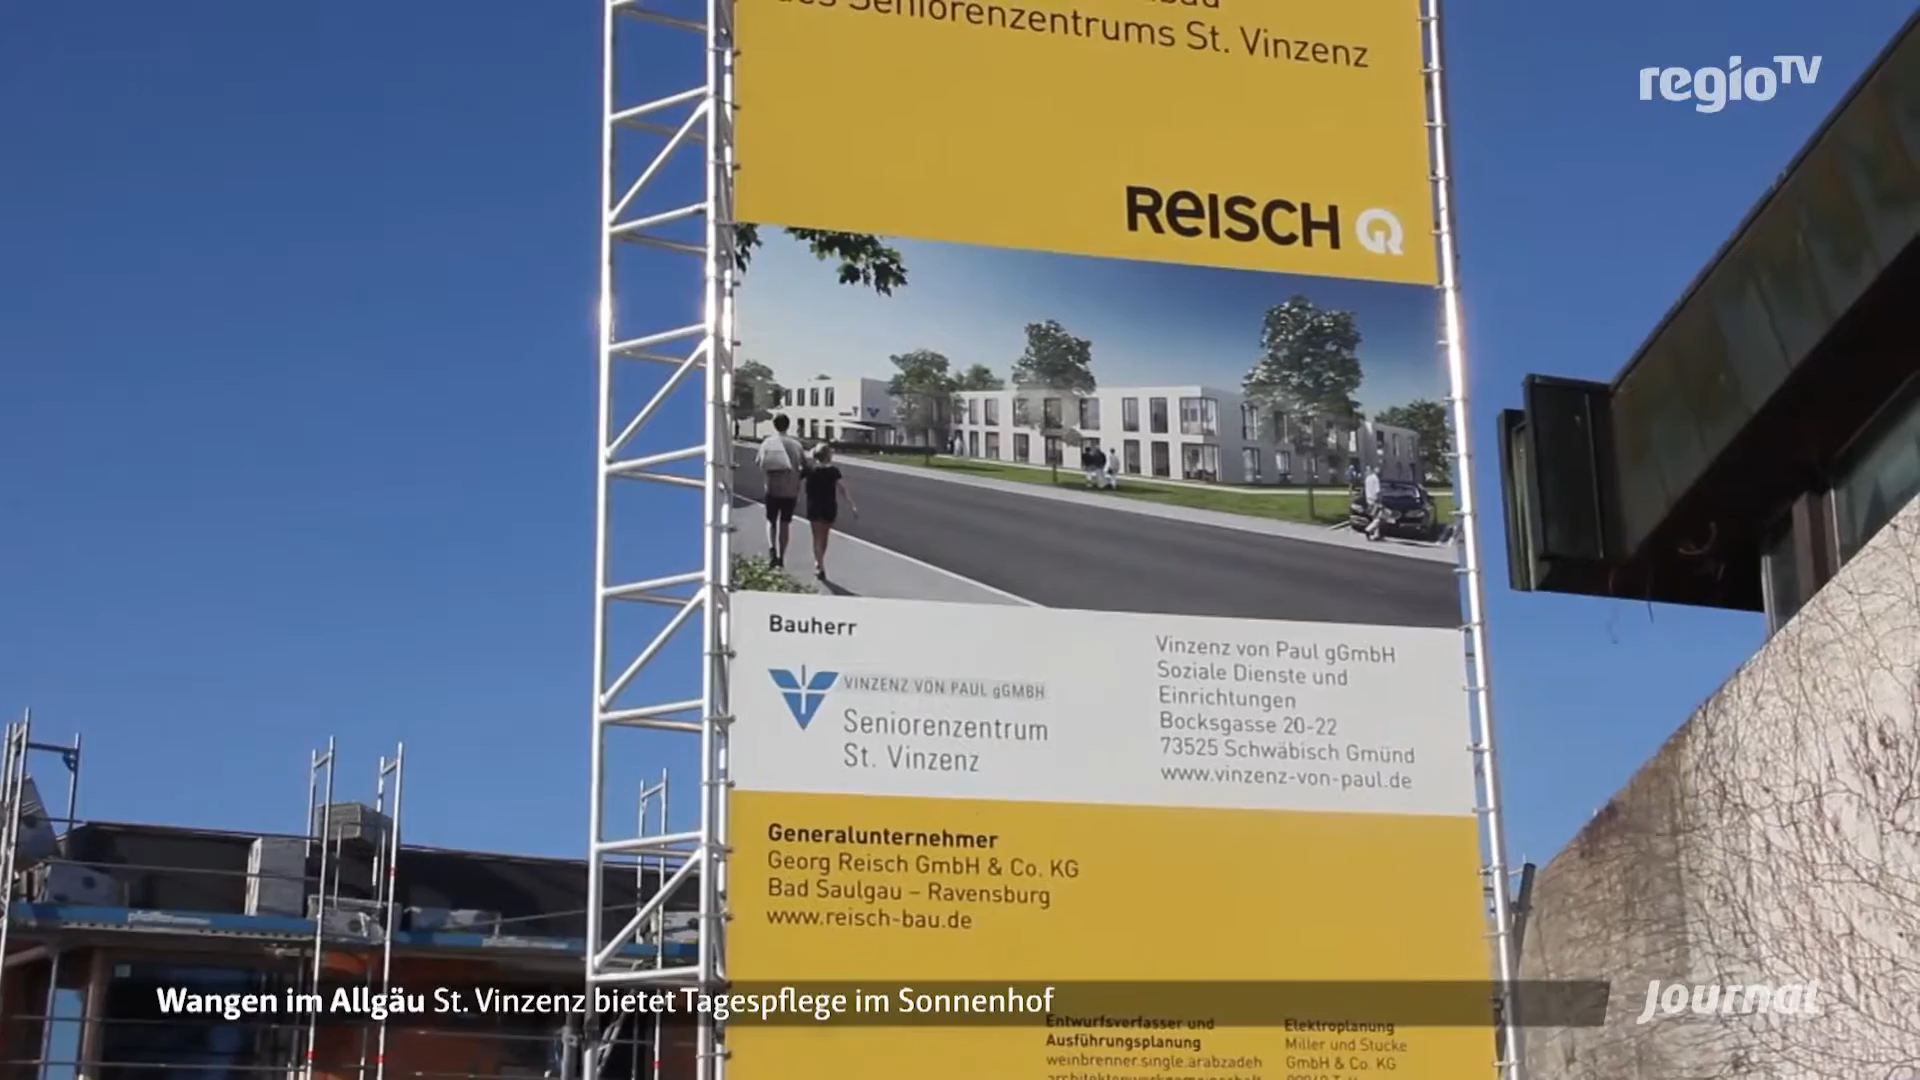 des Seniorenzentrums St. Vinzenz
regioTV
REISCH
Bauherr
VINZENZ VON PAUL gGMBH
Seniorenzentrum
St. Vinzenz
Vinzenz von Paul gGmbH
Soziale Dienste und
Einrichtungen
Bocksgasse 20-22
73525 Schwäbisch Gmünd
www.vinzenz-von-paul.de
Generalunternehmer
Georg Reisch GmbH & Co. KG
Bad Saulgau – Ravensburg
www.reisch-bau.de
Wangen im Allgäu St. Vinzenz bietet Tagespflege im Sonnenhof
Journal
Entwurfsverfasser und
Ausführungsplanung
weinbrenner.single.arabzadeh
Elektroplanung
Miller und Stucke
GmbH & Co. KG